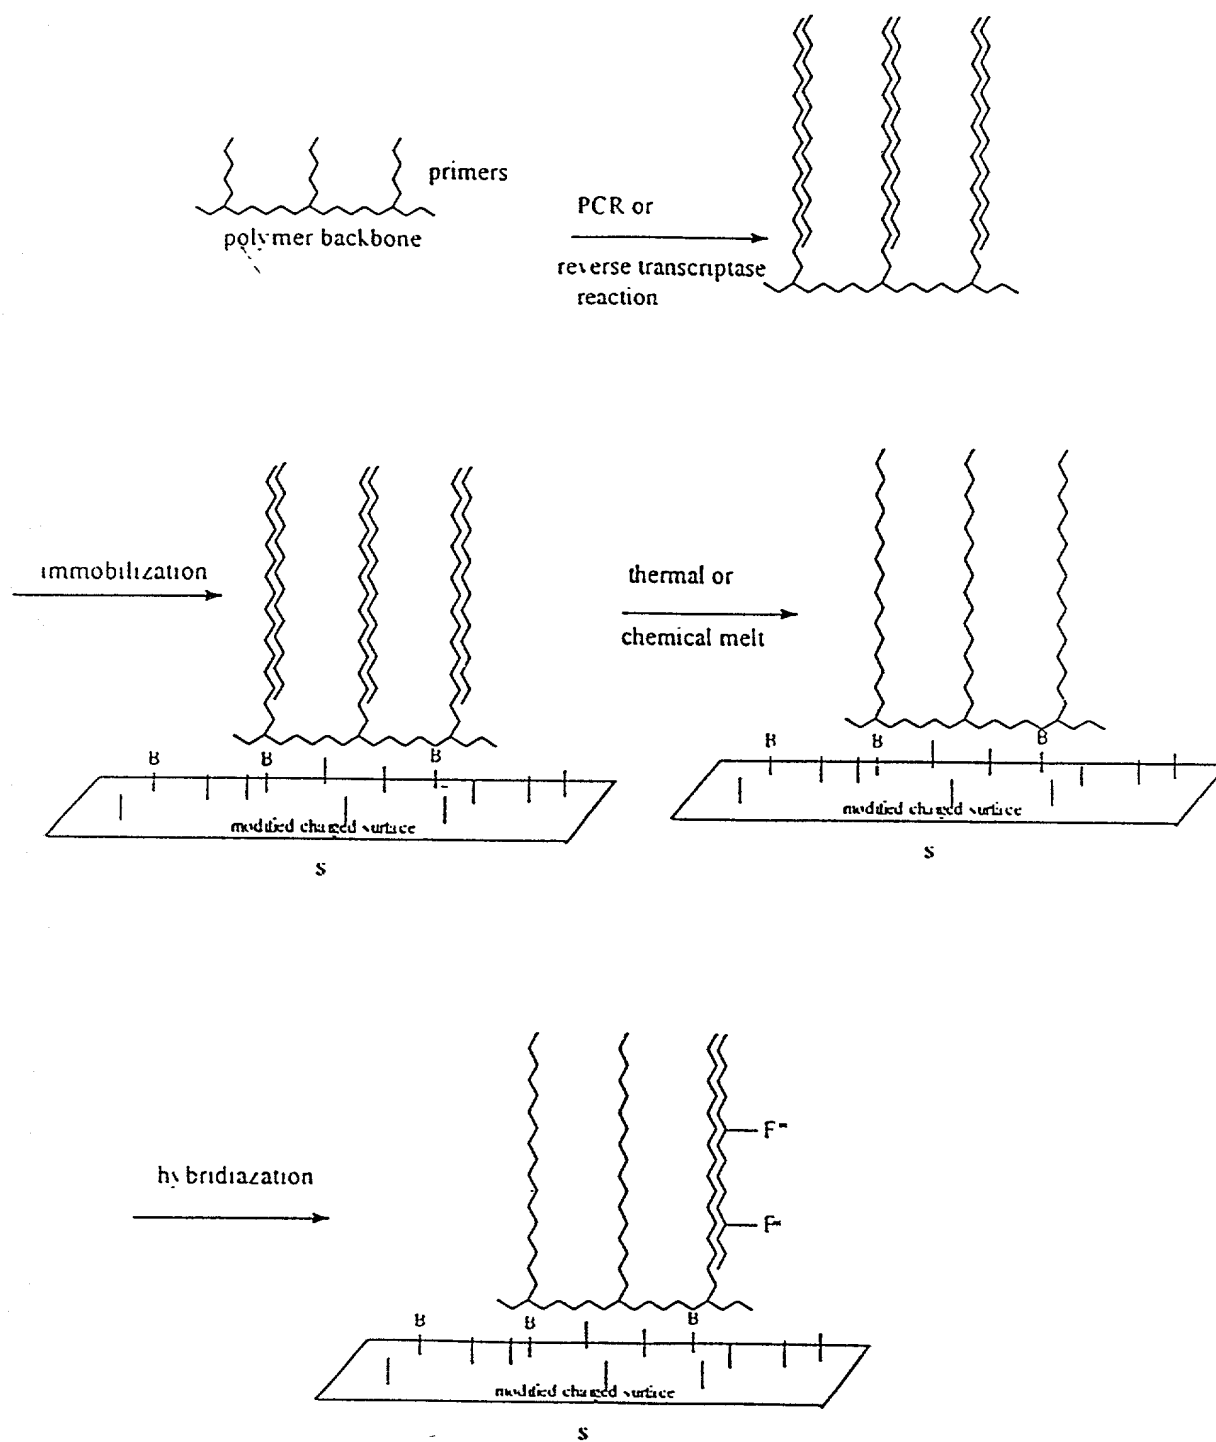 primers
polymer backbone
PCR or
reverse transcriptase
reaction
immobilization
thermal or
chemical melt
B
B
B
modified charged surface
S
B
B
B
modified charged surface
S
hybridiazation
F*
F*
B
B
B
modified charged surface
S